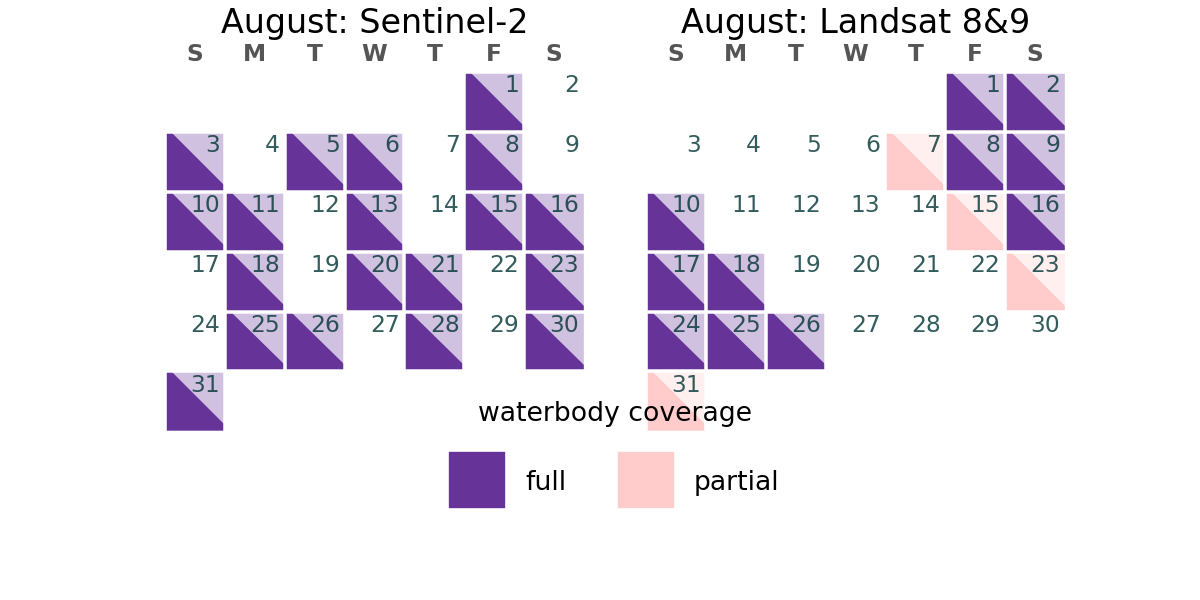 August: Sentinel-2
S M T W T F S
1 2
3 4 5 6 7 8 9
10 11 12 13 14 15 16
17 18 19 20 21 22 23
24 25 26 27 28 29 30
31
August: Landsat 8&9
S M T W T F S
1 2
3 4 5 6 7 8 9
10 11 12 13 14 15 16
17 18 19 20 21 22 23
24 25 26 27 28 29 30
31
waterbody coverage
full partial